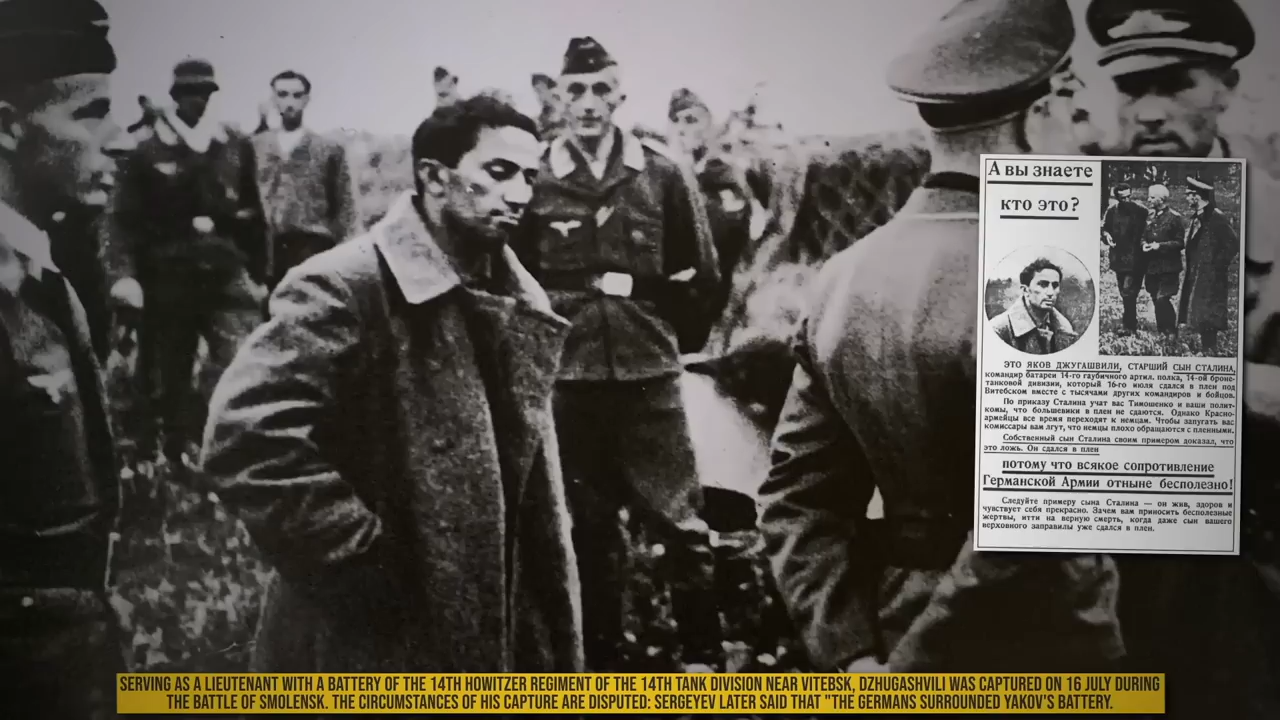 А вы знаете
кто это?
ЭТО ЯКОВ ДЖУГАШВИЛИ, СТАРШИЙ СЫН СТАЛИНА,
командир батареи 14-го гаубичного артил. полка, 14-ой броне-
танковой дивизии, который 16-го июля сдался в плен под
Витебском вместе с тысячами других командиров и бойцов.
По приказу Сталина учат вас Тимошенко и ваши полит-
комы, что большевики в плен не сдаются. Однако Красно-
армейцы все время переходят к немцам. Чтобы запугать вас
комиссары вам лгут, что немцы плохо обращаются с пленными.
Собственный сын Сталина своим примером доказал, что
это ложь. Он сдался в плен
потому что всякое сопротивление
Германской Армии отныне бесполезно!
Следуйте примеру сына Сталина — он жив, здоров и
чувствует себя прекрасно. Зачем вам приносить бесполезные
жертвы, итти на верную смерть, когда даже сын вашего
верховного заправилы уже сдался в плен.
SERVING AS A LIEUTENANT WITH A BATTERY OF THE 14TH HOWITZER REGIMENT OF THE 14TH TANK DIVISION NEAR VITEBSK, DZHUGASHVILI WAS CAPTURED ON 16 JULY DURING
THE BATTLE OF SMOLENSK. THE CIRCUMSTANCES OF HIS CAPTURE ARE DISPUTED: SERGEYEV LATER SAID THAT "THE GERMANS SURROUNDED YAKOV'S BATTERY.